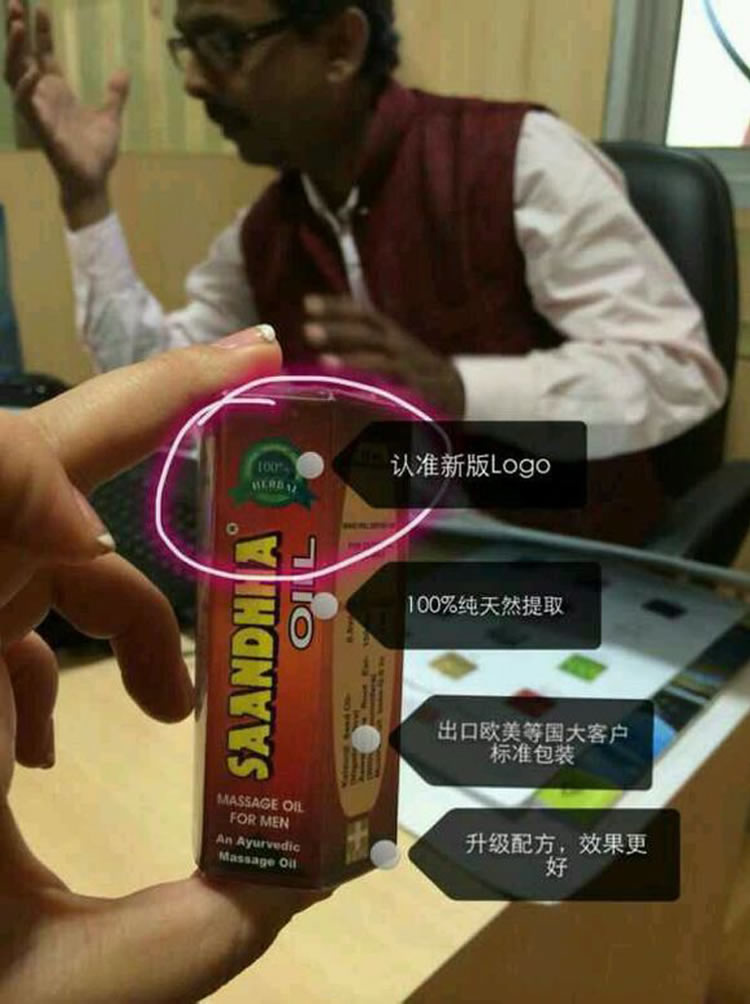 100%
HERBAL
SAANDHHA®
OIL
MASSAGE OIL
FOR MEN
An Ayurvedic
Massage Oil
认准新版Logo
100%纯天然提取
出口欧美等国大客户
标准包装
升级配方，效果更
好